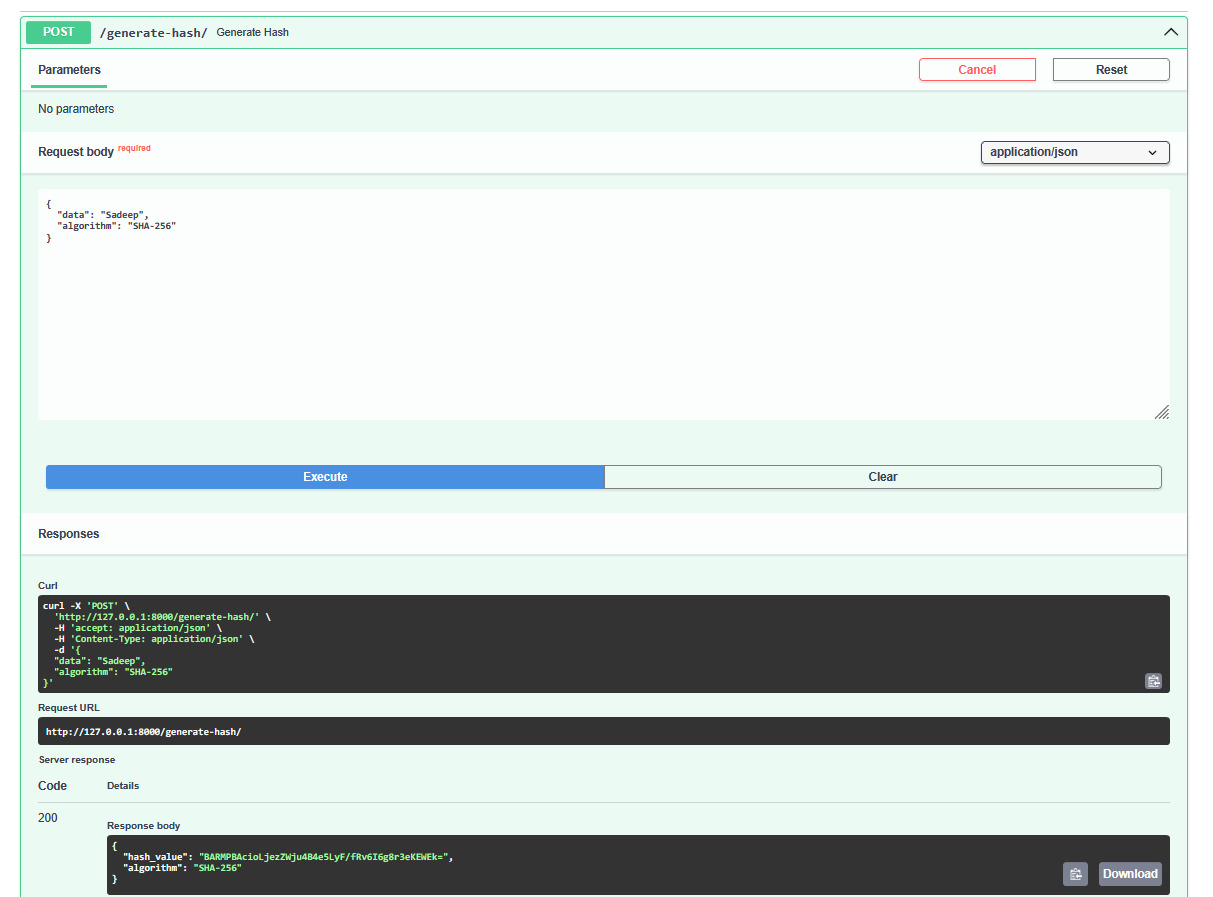 POST /generate-hash/ Generate Hash
Parameters
Cancel
Reset
No parameters
Request body required
application/json
{
  "data": "Sadeep",
  "algorithm": "SHA-256"
}
Execute
Clear
Responses
Curl
curl -X 'POST' \
  'http://127.0.0.1:8000/generate-hash/' \
  -H 'accept: application/json' \
  -H 'Content-Type: application/json' \
  -d '{
  "data": "Sadeep",
  "algorithm": "SHA-256"
}'
Request URL
http://127.0.0.1:8000/generate-hash/
Server response
Code Details
200
Response body
{
  "hash_value": "BARMPBAcioLjezZWju4B4e5LyF/fRv6I6g8r3eKEWEk=",
  "algorithm": "SHA-256"
}
Download